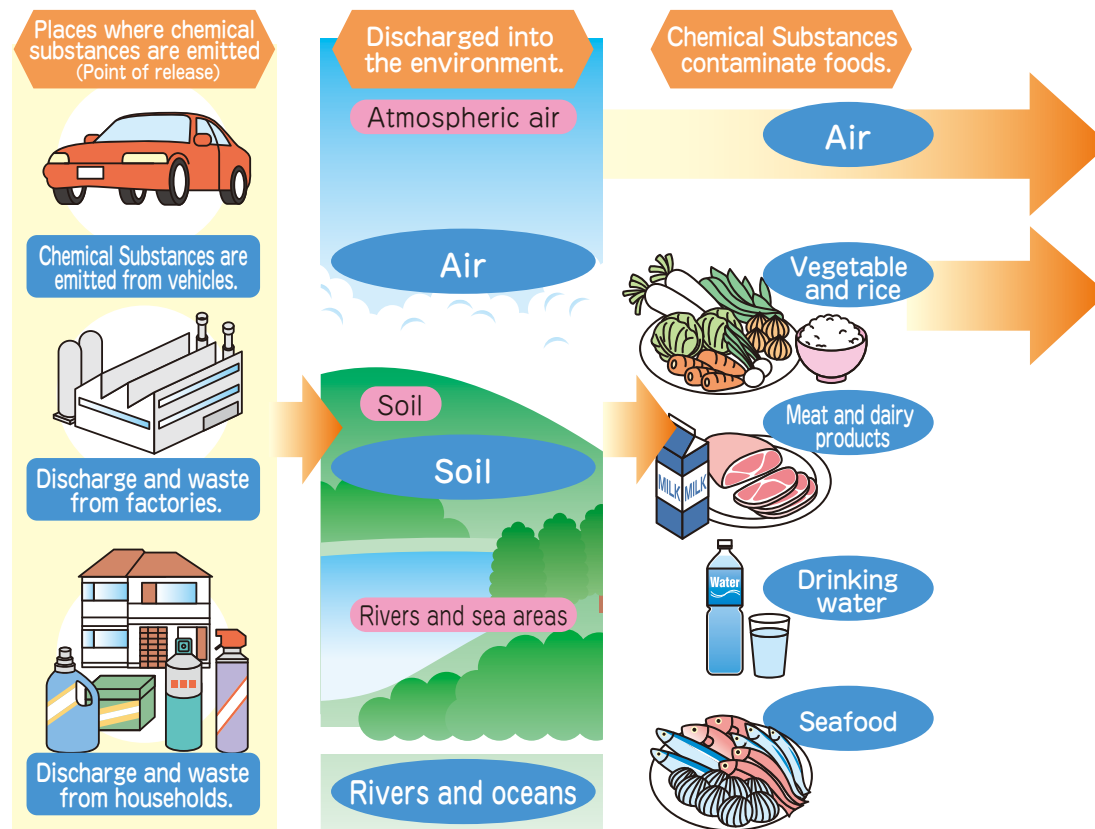 Places where chemical
substances are emitted
(Point of release)
Chemical Substances are
emitted from vehicles.
Discharge and waste
from factories.
Discharge and waste
from households.
Discharged into
the environment.
Atmospheric air
Air
Soil
Soil
Rivers and sea areas
Rivers and oceans
Chemical Substances
contaminate foods.
Air
Vegetable
and rice
Meat and dairy
products
MILK MILK
Drinking
water
Water
Seafood